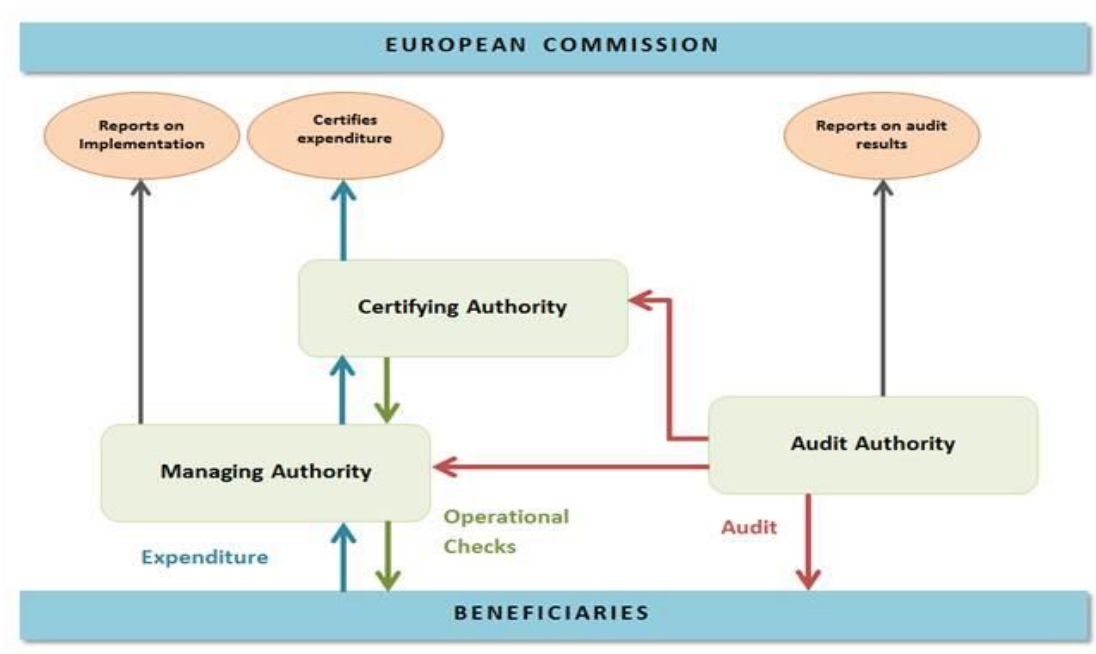 EUROPEAN COMMISSION
Reports on
Implementation
Certifies
expenditure
Reports on audit
results
Certifying Authority
Managing Authority
Audit Authority
Operational
Checks
Audit
Expenditure
BENEFICIARIES